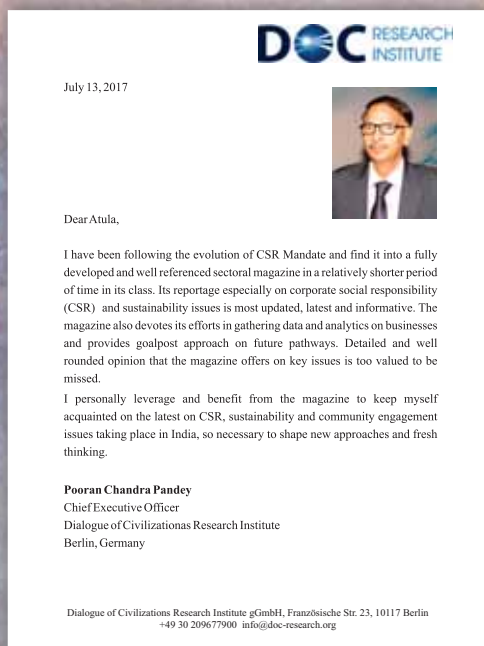 DOC RESEARCH
INSTITUTE
July 13, 2017
Dear Atula,
I have been following the evolution of CSR Mandate and find it into a fully
developed and well referenced sectoral magazine in a relatively shorter period
of time in its class. Its reportage especially on corporate social responsibility
(CSR) and sustainability issues is most updated, latest and informative. The
magazine also devotes its efforts in gathering data and analytics on businesses
and provides goalpost approach on future pathways. Detailed and well
rounded opinion that the magazine offers on key issues is too valued to be
missed.
I personally leverage and benefit from the magazine to keep myself
acquainted on the latest on CSR, sustainability and community engagement
issues taking place in India, so necessary to shape new approaches and fresh
thinking.
Pooran Chandra Pandey
Chief Executive Officer
Dialogue of Civilizationas Research Institute
Berlin, Germany
Dialogue of Civilizations Research Institute gGmbH, Französische Str. 23, 10117 Berlin
+49 30 209677900 info@doc-research.org